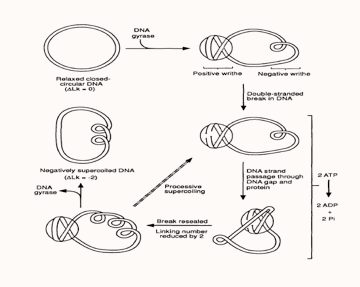 DNA
gyrase
Relaxed closed-
circular DNA
(ΔLk = 0)
Positive writhe
Negative writhe
Double-stranded
break in DNA
Negatively supercoiled DNA
(ΔLk = -2)
DNA
gyrase
Processive
supercoiling
DNA strand
passage through
DNA gap and
protein
2 ATP
2 ADP
+
2 Pi
Break resealed
Linking number
reduced by 2